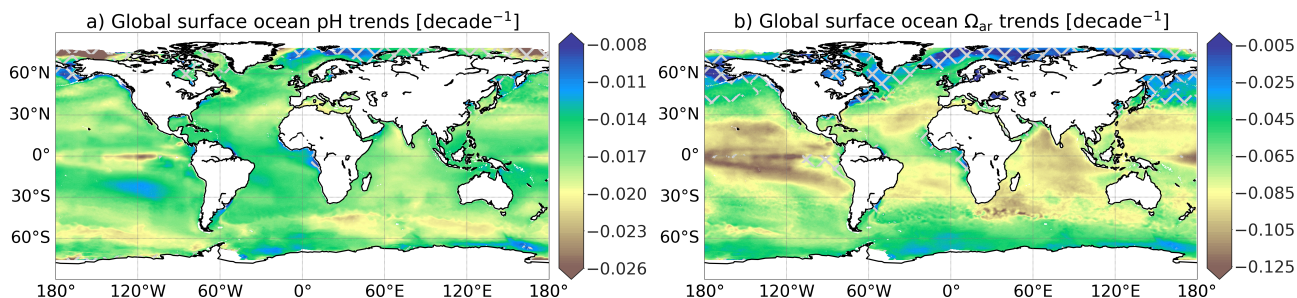 a) Global surface ocean pH trends [decade⁻¹]
60°N
30°N
0°
30°S
60°S
180° 120°W 60°W 0° 60°E 120°E 180°
−0.008
−0.011
−0.014
−0.017
−0.020
−0.023
−0.026
b) Global surface ocean Ωar trends [decade⁻¹]
60°N
30°N
0°
30°S
60°S
180° 120°W 60°W 0° 60°E 120°E 180°
−0.005
−0.025
−0.045
−0.065
−0.085
−0.105
−0.125